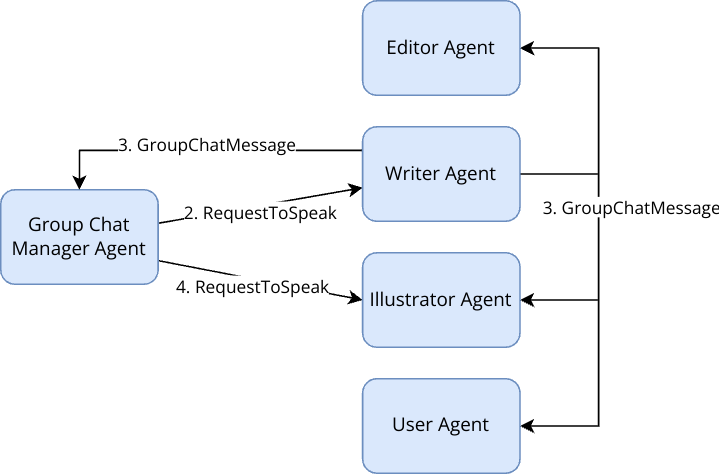 Editor Agent
3. GroupChatMessage
Writer Agent
2. RequestToSpeak
3. GroupChatMessage
Group Chat
Manager Agent
4. RequestToSpeak
Illustrator Agent
User Agent